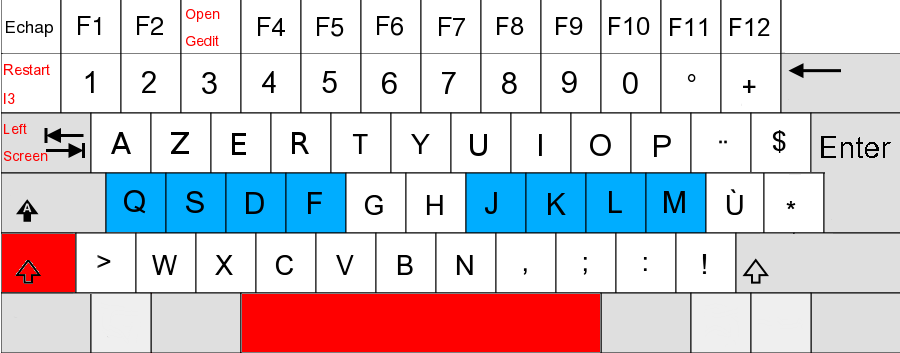 Echap F1 F2 Open Gedit F4 F5 F6 F7 F8 F9 F10 F11 F12
Restart I3 1 2 3 4 5 6 7 8 9 0 ° +
Left Screen A Z E R T Y U I O P ¨ $ Enter
A Q S D F G H J K L M Ù *
> W X C V B N , ; : !